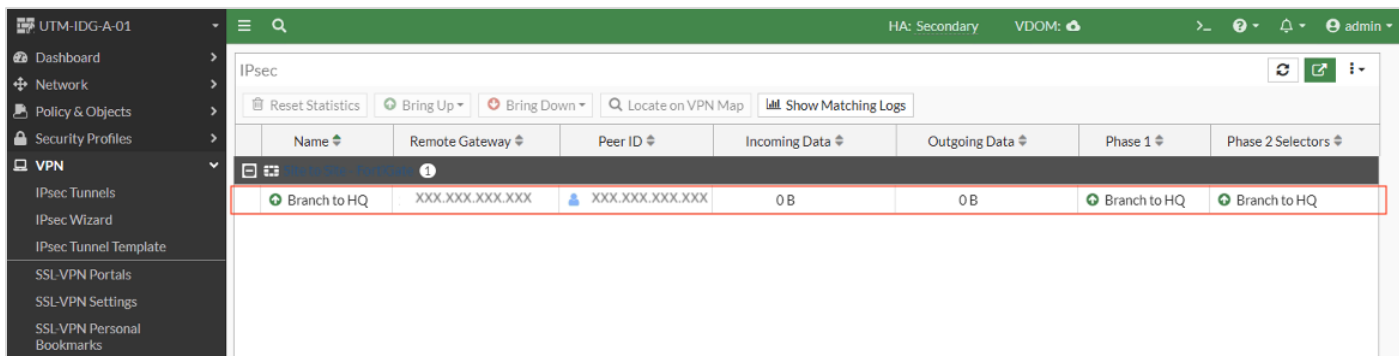 UTM-IDG-A-01
HA: Secondary VDOM: >_ admin
Dashboard
Network
Policy & Objects
Security Profiles
VPN
IPsec Tunnels
IPsec Wizard
IPsec Tunnel Template
SSL-VPN Portals
SSL-VPN Settings
SSL-VPN Personal
Bookmarks
IPsec
Reset Statistics Bring Up Bring Down Locate on VPN Map Show Matching Logs
Name Remote Gateway Peer ID Incoming Data Outgoing Data Phase 1 Phase 2 Selectors
1
Branch to HQ XXX.XXX.XXX.XXX XXX.XXX.XXX.XXX 0 B 0 B Branch to HQ Branch to HQ